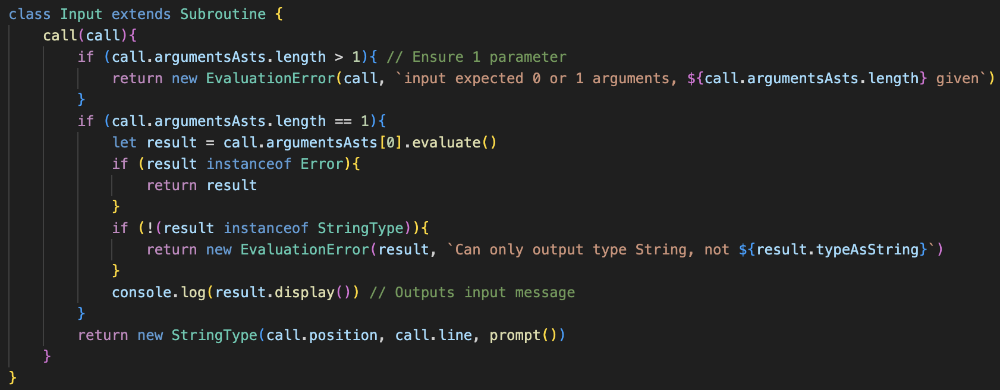 class Input extends Subroutine {
    call(call){
        if (call.argumentsAsts.length > 1){ // Ensure 1 parameter
            return new EvaluationError(call, `input expected 0 or 1 arguments, ${call.argumentsAsts.length} given`)
        }
        if (call.argumentsAsts.length == 1){
            let result = call.argumentsAsts[0].evaluate()
            if (result instanceof Error){
                return result
            }
            if (!(result instanceof StringType)){
                return new EvaluationError(result, `Can only output type String, not ${result.typeAsString}`)
            }
            console.log(result.display()) // Outputs input message
        }
        return new StringType(call.position, call.line, prompt())
    }
}